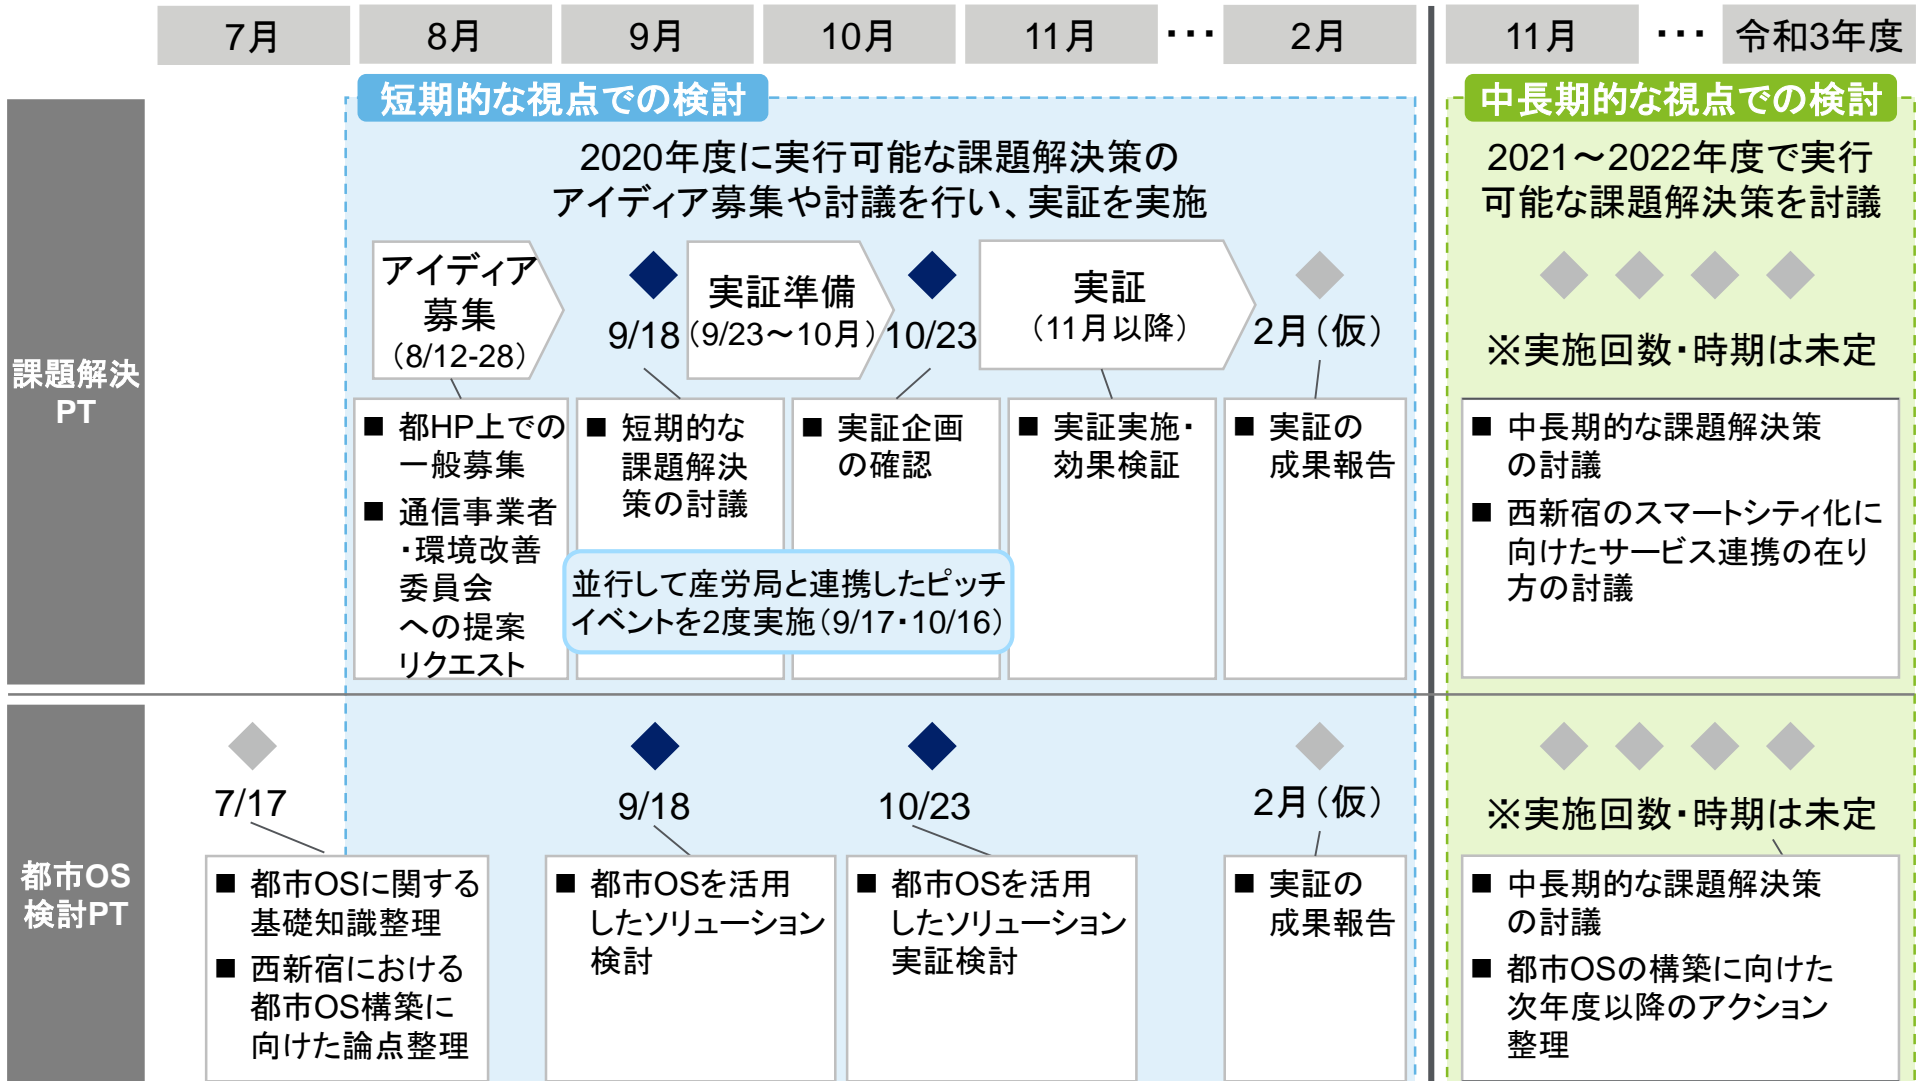 7月
8月
9月
10月
11月
・・・
2月
11月
・・・
令和3年度
短期的な視点での検討
中長期的な視点での検討
2020年度に実行可能な課題解決策の
アイディア募集や討議を行い、実証を実施
2021～2022年度で実行
可能な課題解決策を討議
課題解決
PT
アイディア
募集
（8/12-28）
9/18
実証準備
（9/23～10月）
10/23
実証
（11月以降）
2月（仮）
※実施回数・時期は未定
■ 都HP上での
一般募集
■ 通信事業者
・環境改善
委員会
への提案
リクエスト
■ 短期的な
課題解決
策の討議
■ 実証企画
の確認
■ 実証実施・
効果検証
■ 実証の
成果報告
■ 中長期的な課題解決策
の討議
■ 西新宿のスマートシティ化に
向けたサービス連携の在り
方の討議
並行して産労局と連携したピッチ
イベントを2度実施（9/17・10/16）
都市OS
検討PT
7/17
9/18
10/23
2月（仮）
※実施回数・時期は未定
■ 都市OSに関する
基礎知識整理
■ 西新宿における
都市OS構築に
向けた論点整理
■ 都市OSを活用
したソリューション
検討
■ 都市OSを活用
したソリューション
実証検討
■ 実証の
成果報告
■ 中長期的な課題解決策
の討議
■ 都市OSの構築に向けた
次年度以降のアクション
整理